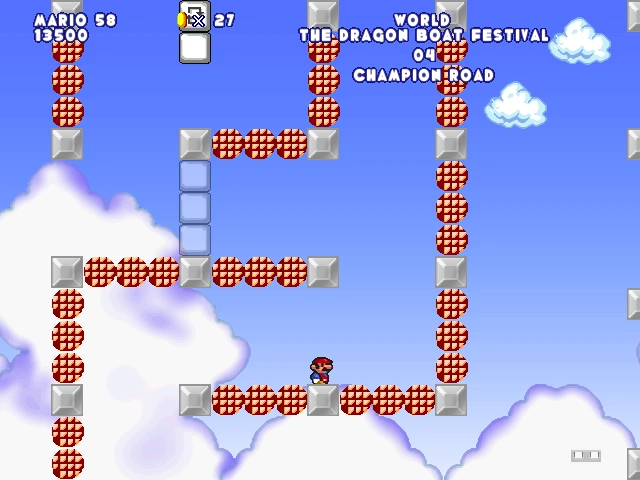 MARIO 58
13500
× 27
WORLD
THE DRAGON BOAT FESTIVAL
04
CHAMPION ROAD